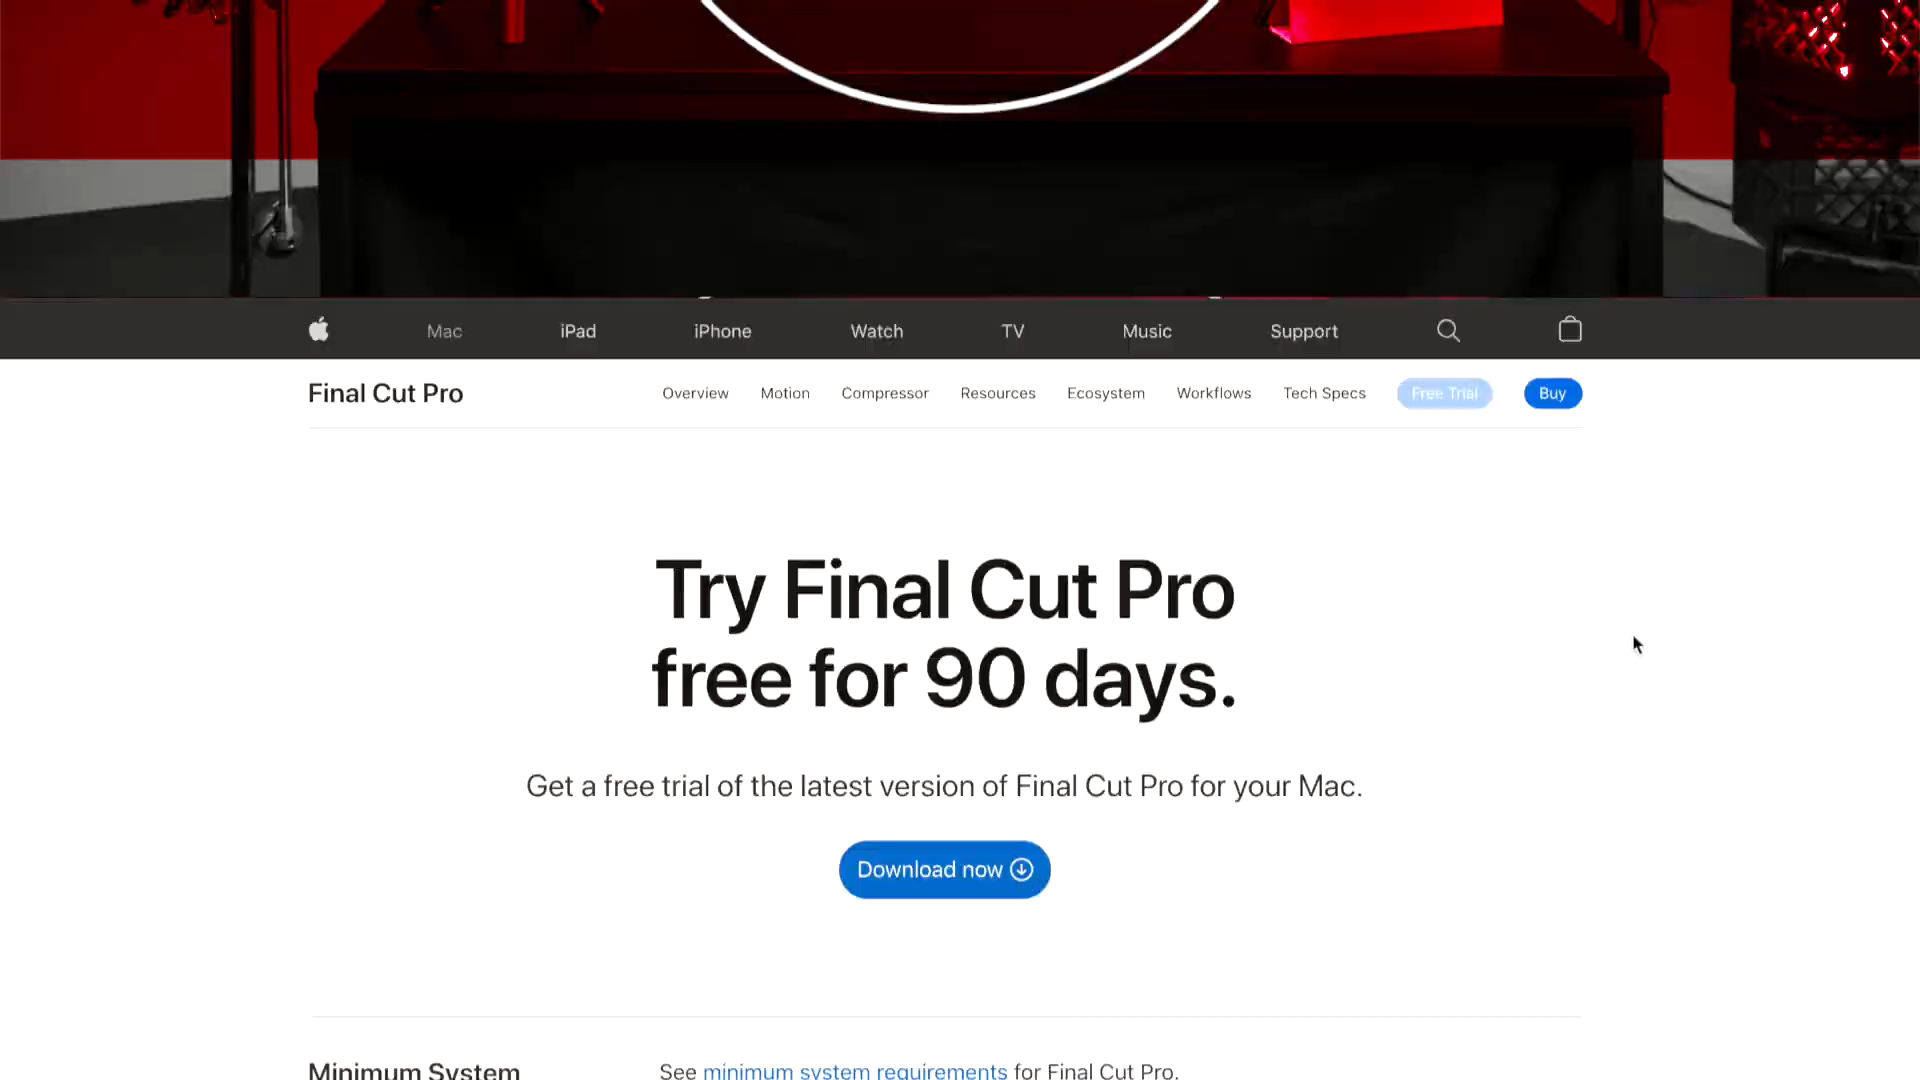 Mac iPad iPhone Watch TV Music Support
Final Cut Pro Overview Motion Compressor Resources Ecosystem Workflows Tech Specs Free Trial Buy
Try Final Cut Pro
free for 90 days.
Get a free trial of the latest version of Final Cut Pro for your Mac.
Download now
Minimum System See minimum system requirements for Final Cut Pro.